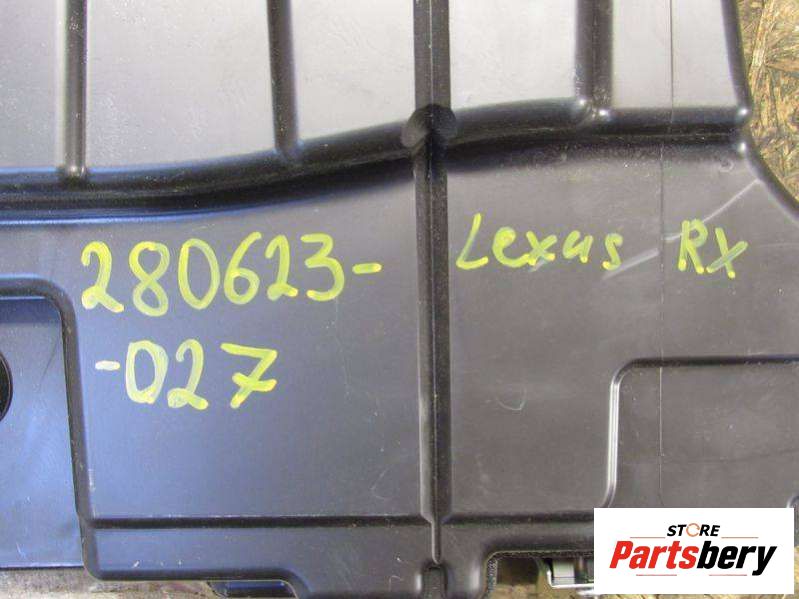 280623- Lexus RX
-027
STORE
Partsbery